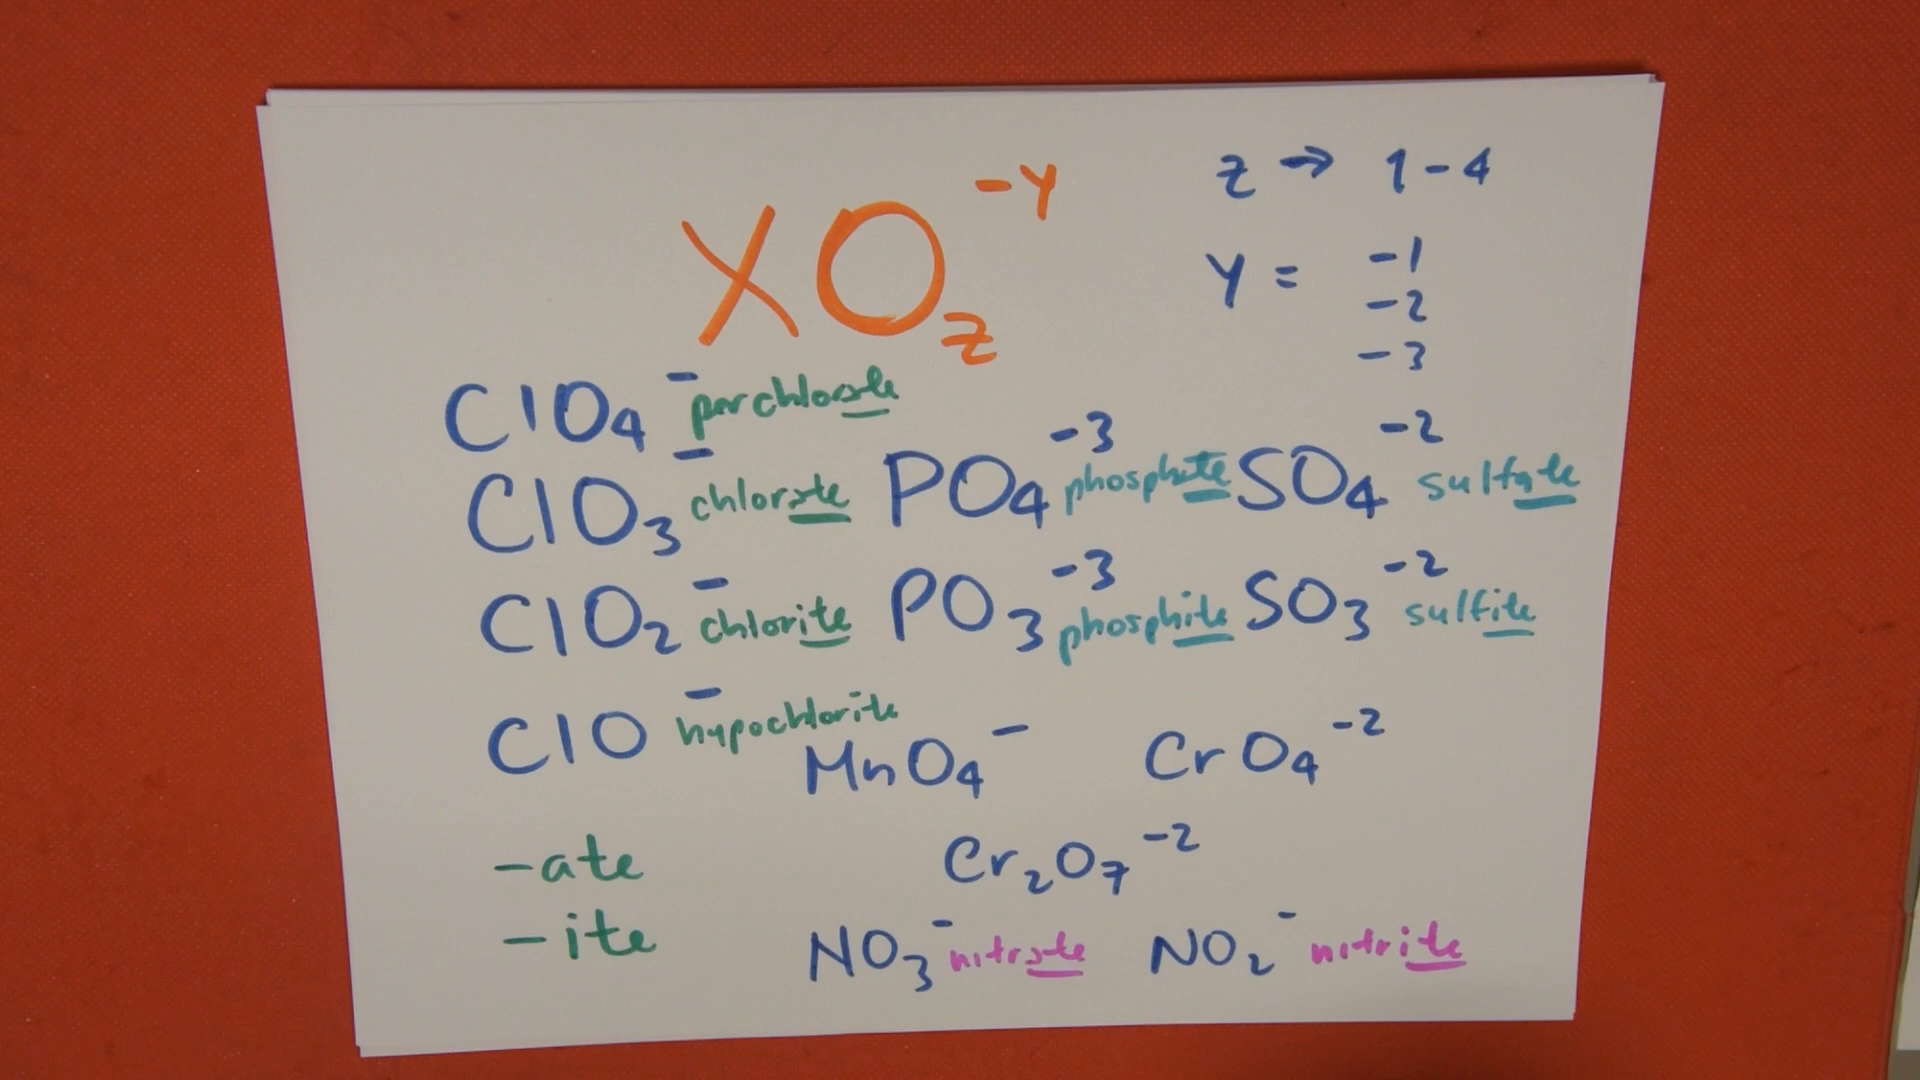 XO_z^-Y
z → 1-4
Y = -1
-2
-3
ClO4^- perchlorate
ClO3^- chlorate PO4^-3 phosphate SO4^-2 sulfate
ClO2^- chlorite PO3^-3 phosphite SO3^-2 sulfite
ClO^- hypochlorite
MnO4^- CrO4^-2
-ate Cr2O7^-2
-ite NO3^- nitrate NO2^- nitrite